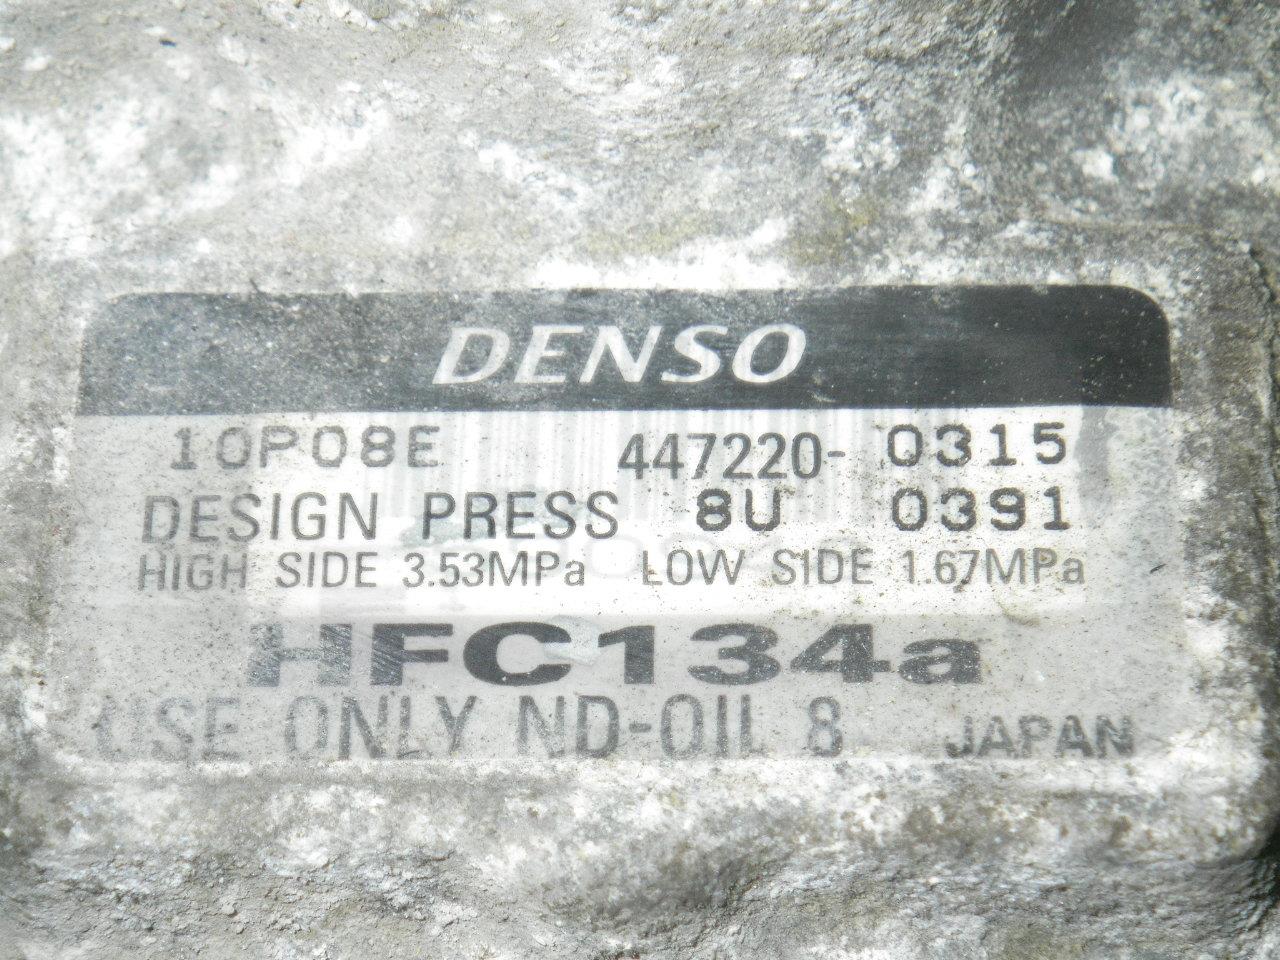 DENSO
10P08E 447220- 0315
DESIGN PRESS 8U 0391
HIGH SIDE 3.53MPa LOW SIDE 1.67MPa
HFC134a
USE ONLY ND-OIL 8 JAPAN